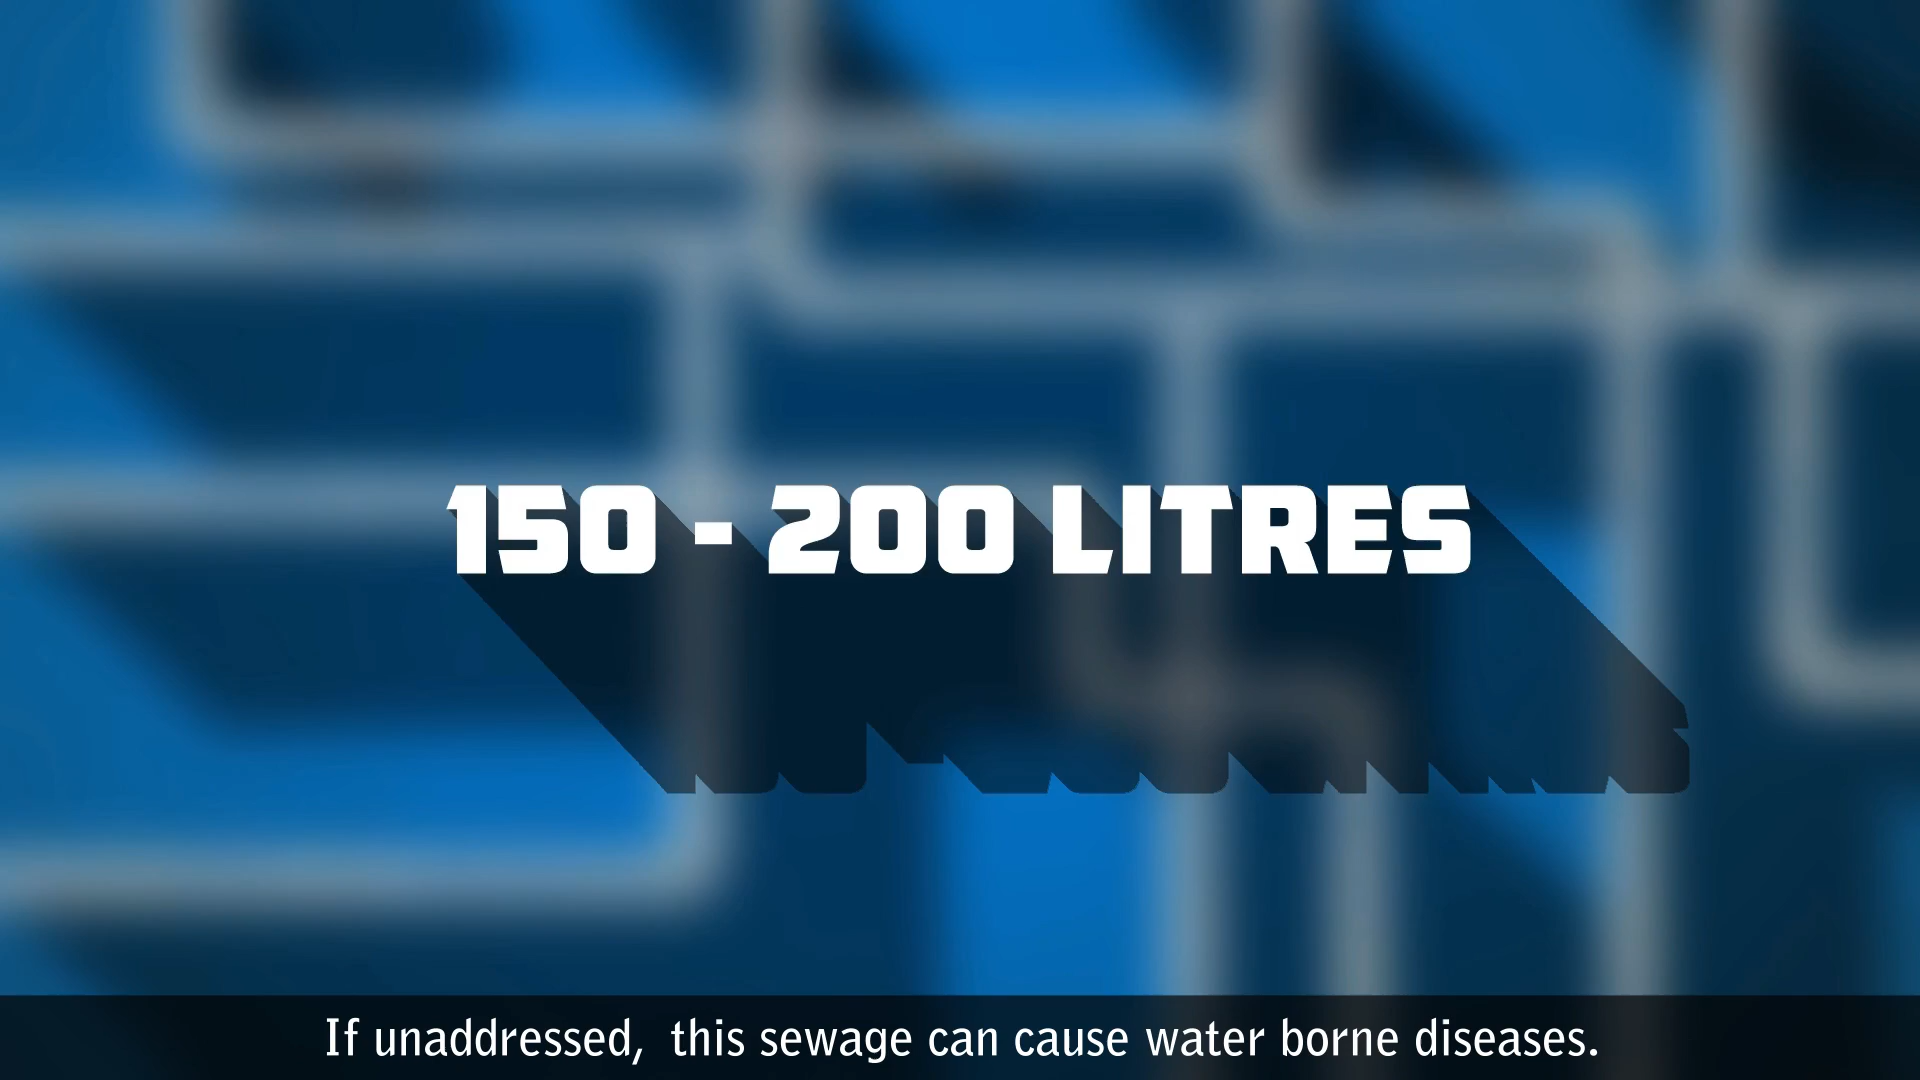 150 - 200 LITRES
If unaddressed, this sewage can cause water borne diseases.